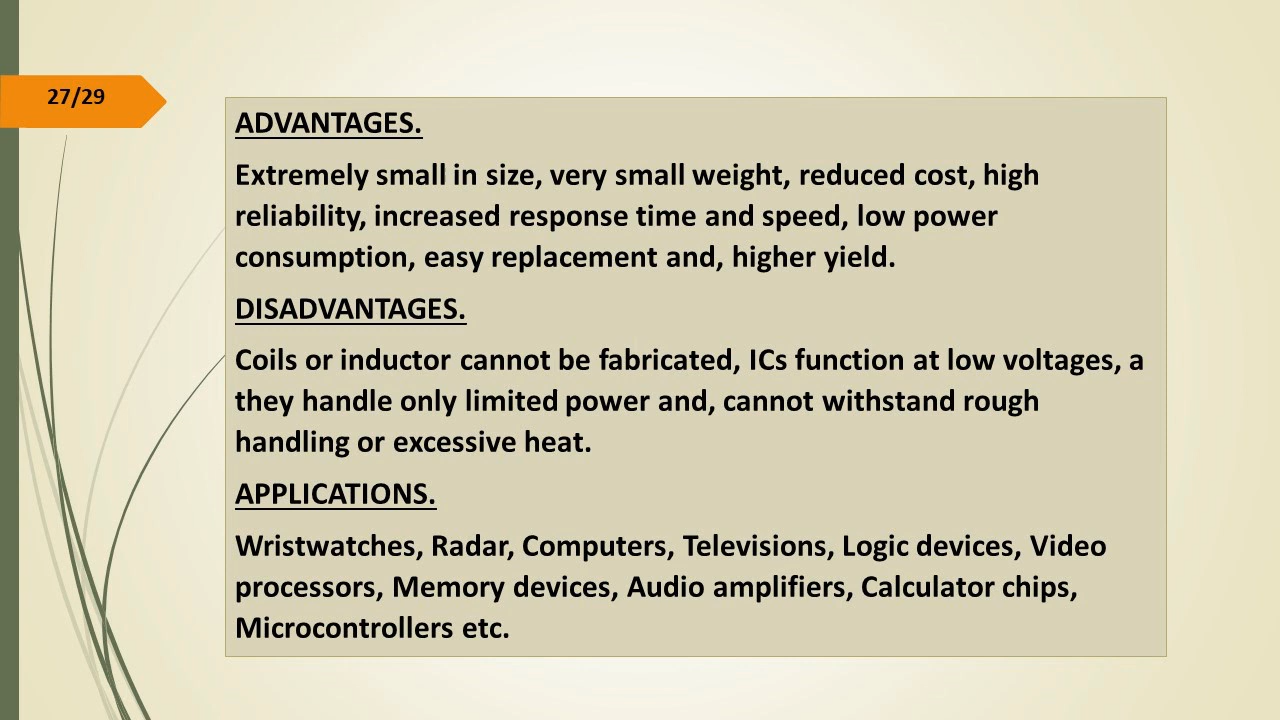 27/29
ADVANTAGES.
Extremely small in size, very small weight, reduced cost, high
reliability, increased response time and speed, low power
consumption, easy replacement and, higher yield.
DISADVANTAGES.
Coils or inductor cannot be fabricated, ICs function at low voltages, a
they handle only limited power and, cannot withstand rough
handling or excessive heat.
APPLICATIONS.
Wristwatches, Radar, Computers, Televisions, Logic devices, Video
processors, Memory devices, Audio amplifiers, Calculator chips,
Microcontrollers etc.